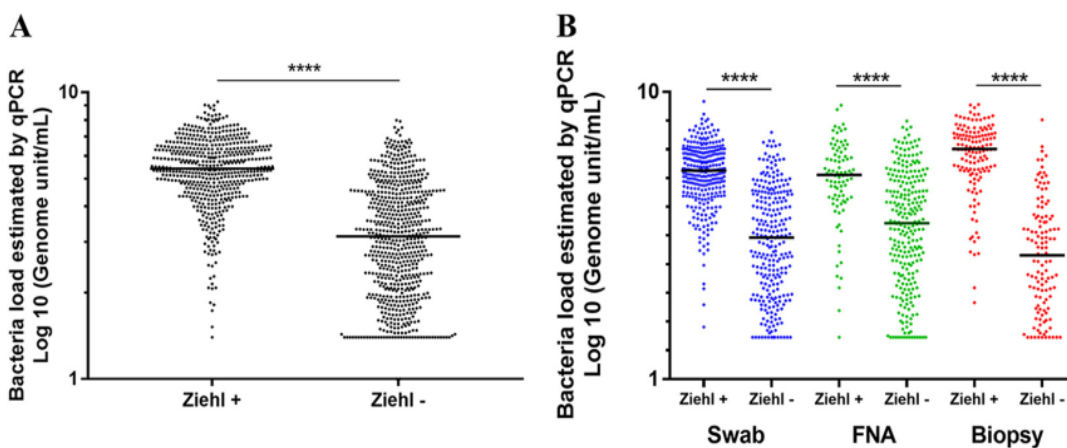 A
Bacteria load estimated by qPCR
Log 10 (Genome unit/mL)
10
1
****
Ziehl +
Ziehl -
B
Bacteria load estimated by qPCR
Log 10 (Genome unit/mL)
10
1
****
****
****
Ziehl + Ziehl - Ziehl + Ziehl - Ziehl + Ziehl -
Swab FNA Biopsy